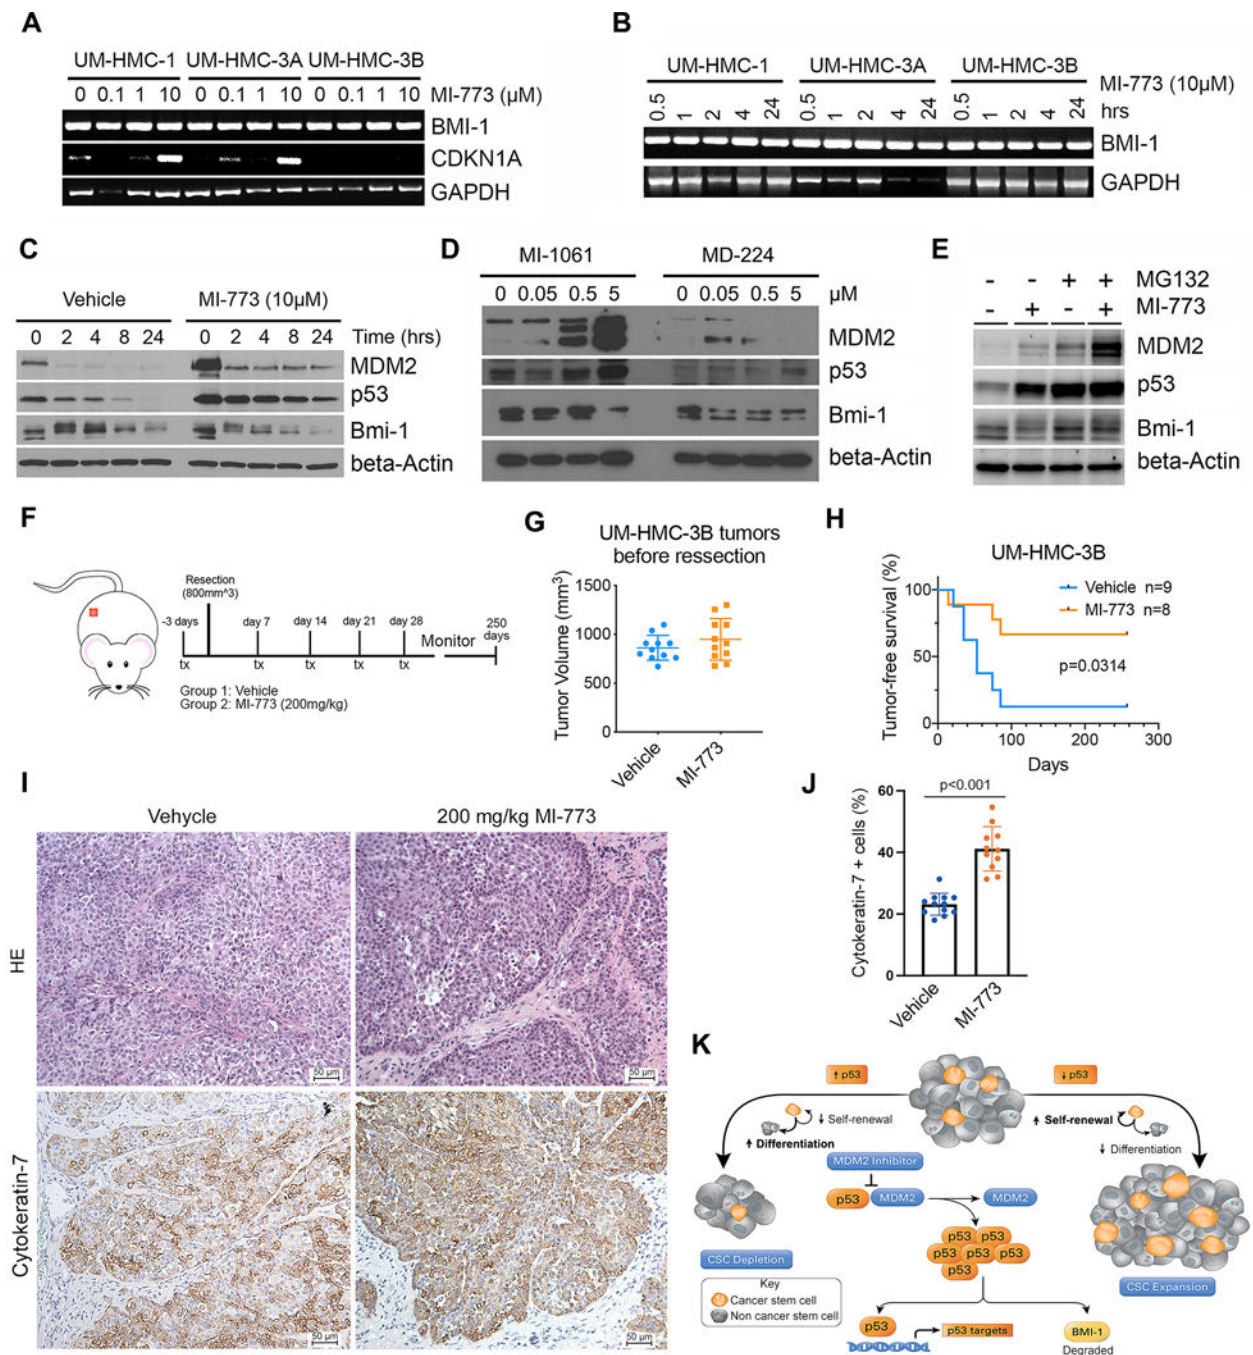 A
UM-HMC-1 UM-HMC-3A UM-HMC-3B
0 0.1 1 10 0 0.1 1 10 0 0.1 1 10 MI-773 (µM)
BMI-1
CDKN1A
GAPDH
B
UM-HMC-1 UM-HMC-3A UM-HMC-3B
MI-773 (10µM)
0.5 1 2 4 24 0.5 1 2 4 24 0.5 1 2 4 24 hrs
BMI-1
GAPDH
C
Vehicle MI-773 (10µM)
0 2 4 8 24 0 2 4 8 24 Time (hrs)
MDM2
p53
Bmi-1
beta-Actin
D
MI-1061 MD-224
0 0.05 0.5 5 0 0.05 0.5 5 µM
MDM2
p53
Bmi-1
beta-Actin
E
- - + + MG132
- + - + MI-773
MDM2
p53
Bmi-1
beta-Actin
F
Resection
(800mm^3)
-3 days day 7 day 14 day 21 day 28 Monitor 250 days
tx tx tx tx tx
Group 1: Vehicle
Group 2: MI-773 (200mg/kg)
G
UM-HMC-3B tumors
before ressection
Tumor Volume (mm³)
1500
1000
500
0
Vehicle MI-773
H
UM-HMC-3B
Tumor-free survival (%)
100
50
0
Vehicle n=9
MI-773 n=8
p=0.0314
0 100 200 300
Days
I
Vehycle 200 mg/kg MI-773
HE
50 µm 50 µm
Cytokeratin-7
50 µm 50 µm
J
p<0.001
Cytokeratin-7 + cells (%)
60
40
20
0
Vehicle MI-773
K
↑ p53 ↓ p53
↓ Self-renewal
↑ Differentiation
↑ Self-renewal
↓ Differentiation
MDM2 Inhibitor
p53 MDM2 MDM2
p53 p53
p53 p53 p53
p53
CSC Depletion
CSC Expansion
Key
Cancer stem cell
Non cancer stem cell
p53 p53 targets
BMI-1
Degraded